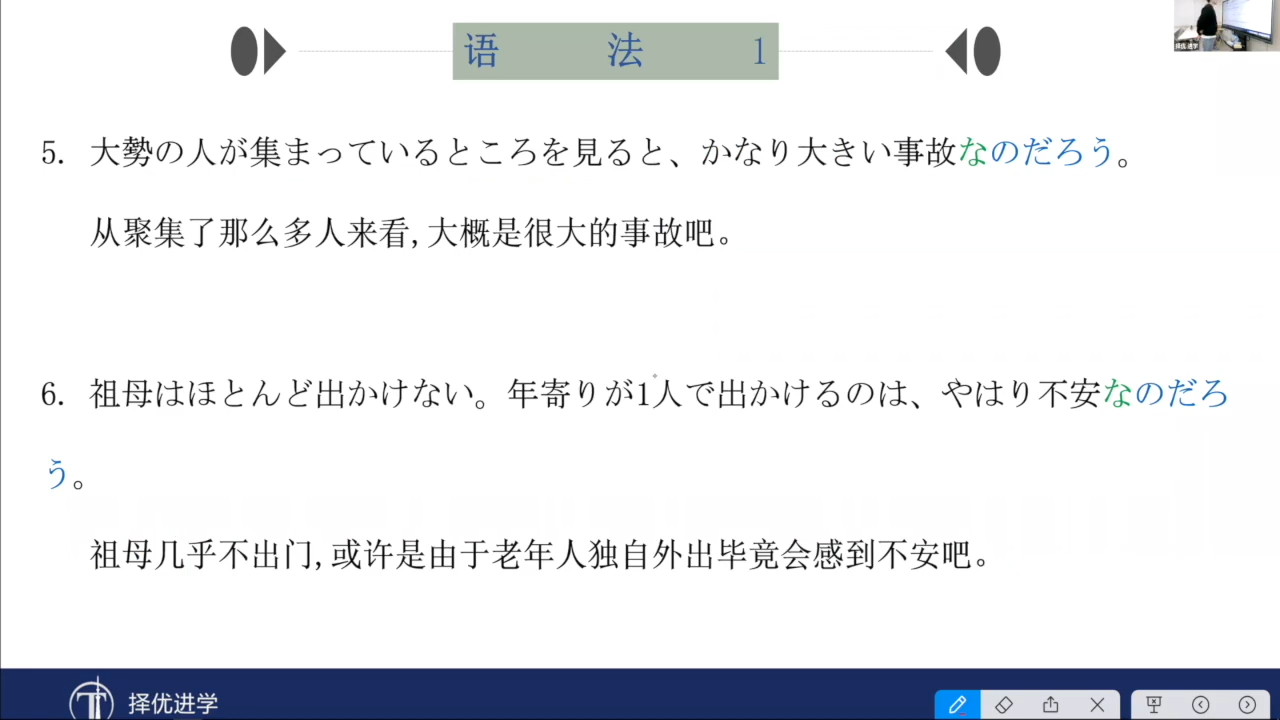 择优进学
语 法 1
5. 大勢の人が集まっているところを見ると、かなり大きい事故なのだろう。
从聚集了那么多人来看,大概是很大的事故吧。
6. 祖母はほとんど出かけない。年寄りが1人で出かけるのは、やはり不安なのだろ
う。
祖母几乎不出门,或许是由于老年人独自外出毕竟会感到不安吧。
择优进学